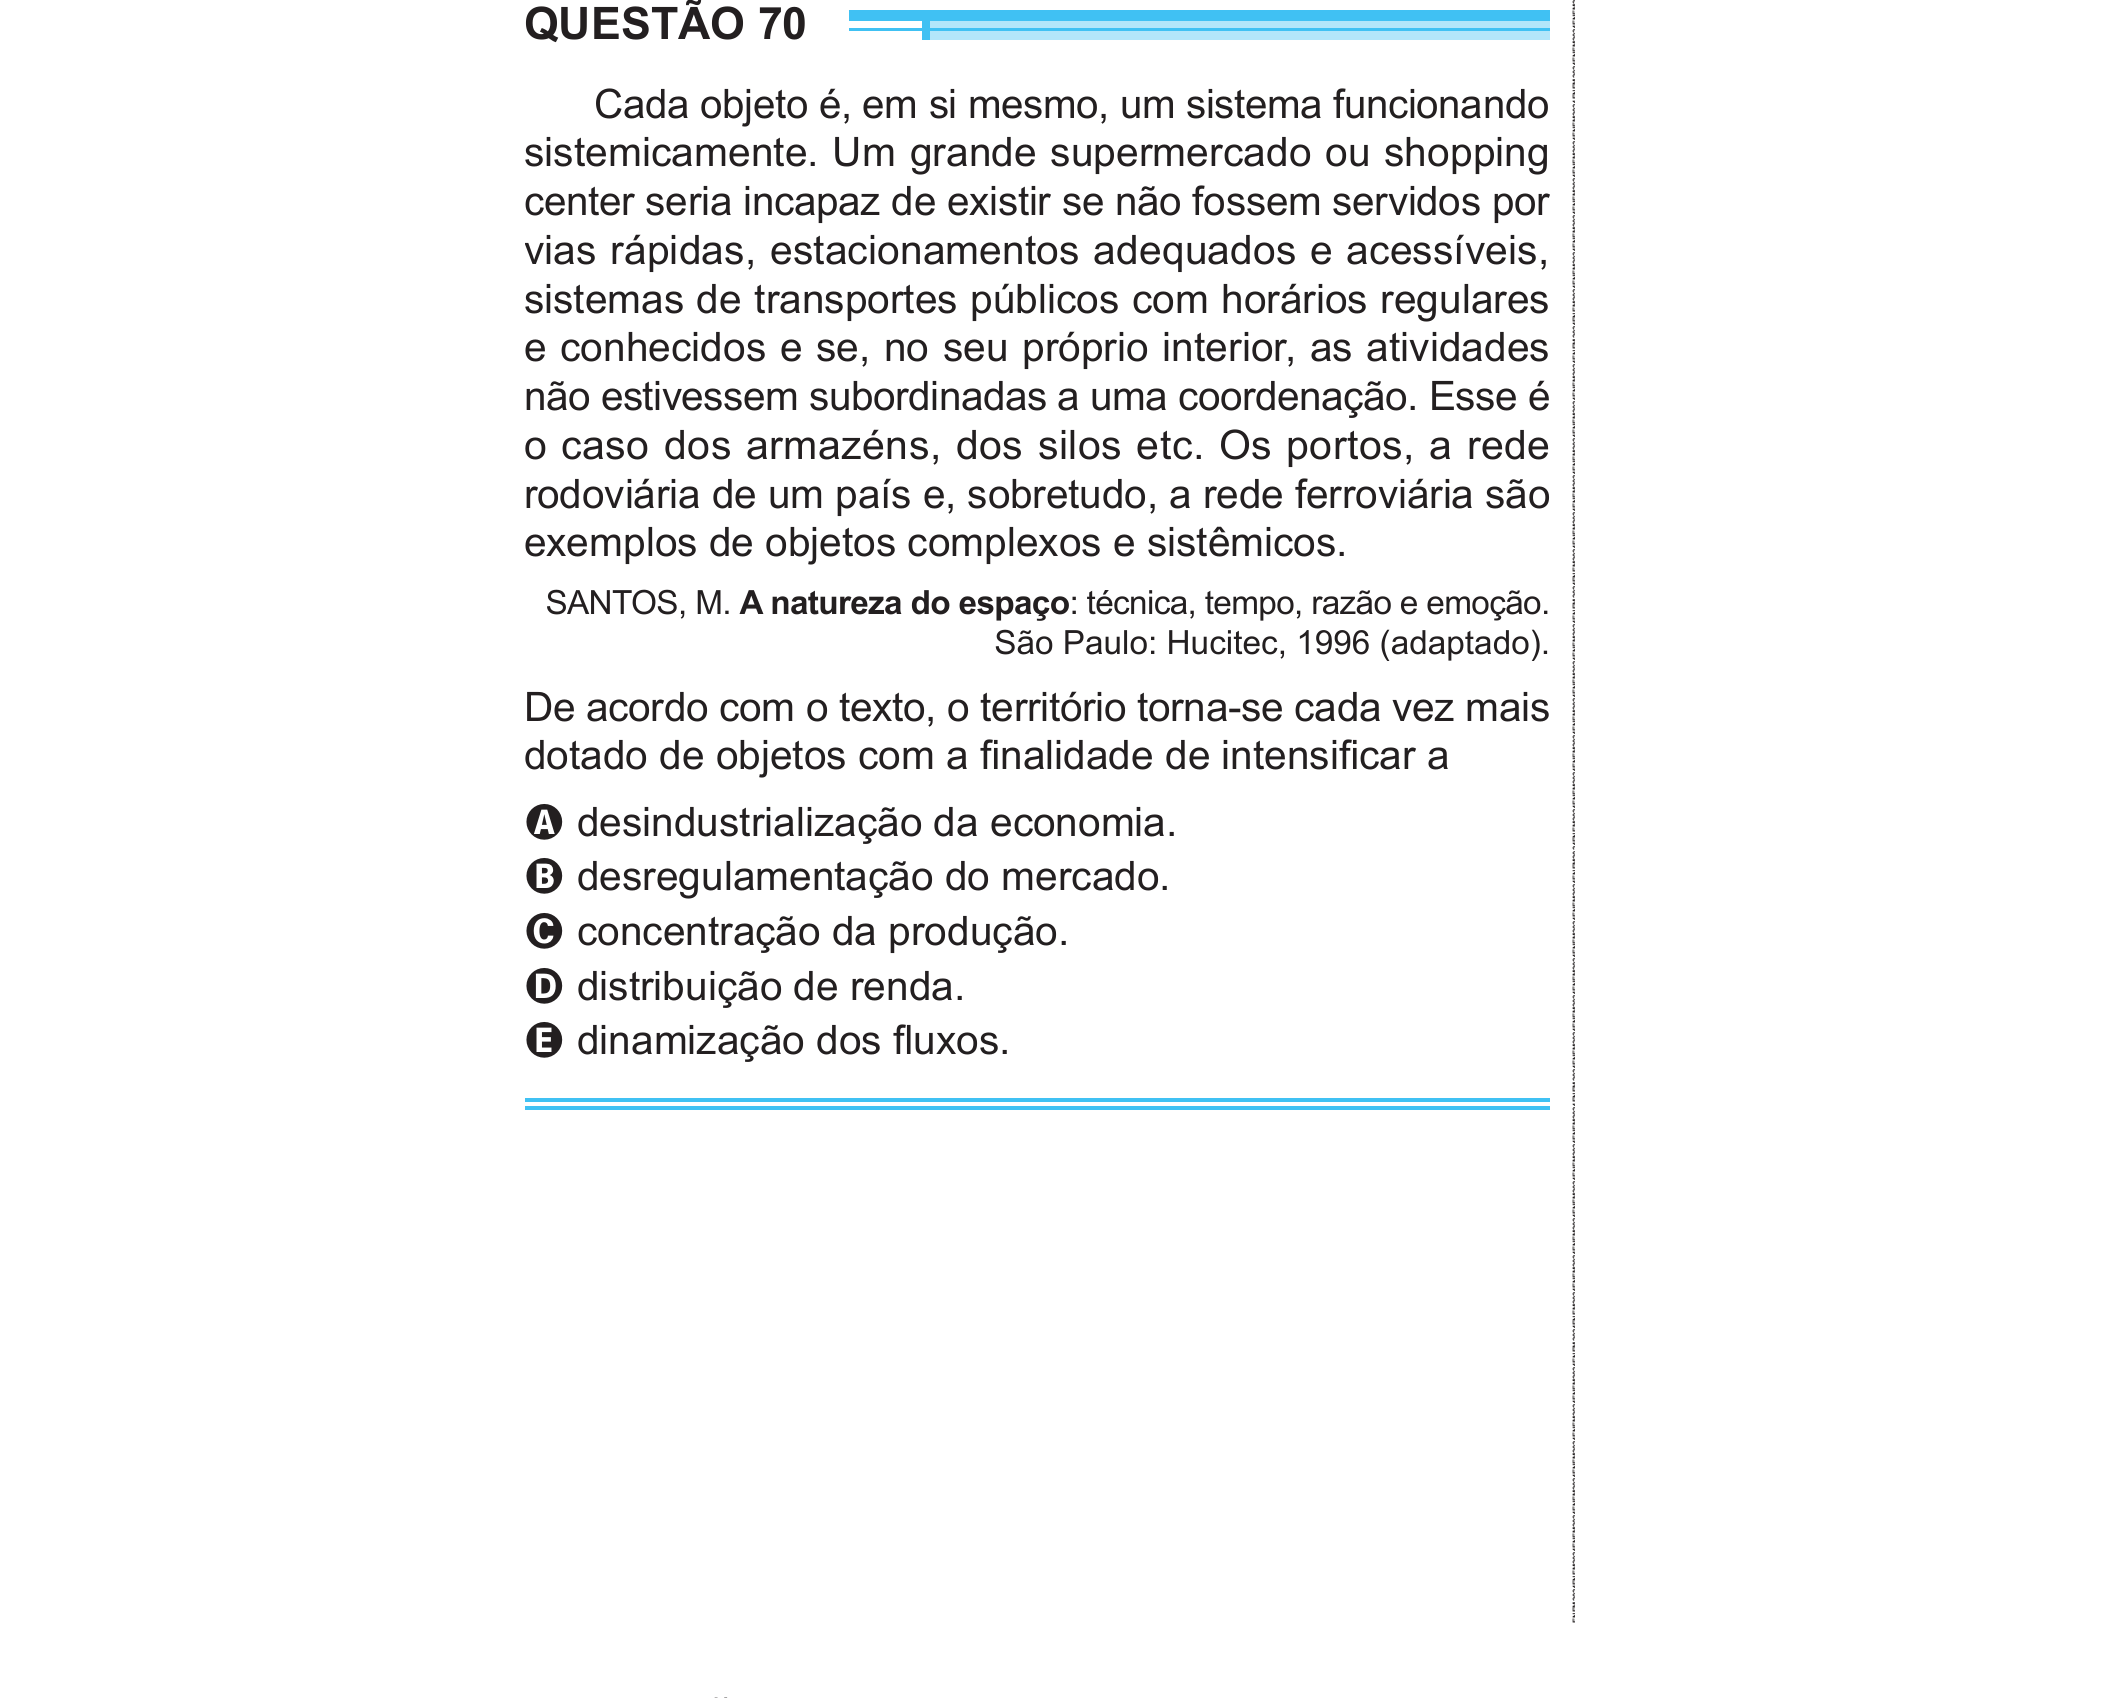 QUESTÃO 70
Cada objeto é, em si mesmo, um sistema funcionando
sistemicamente. Um grande supermercado ou shopping
center seria incapaz de existir se não fossem servidos por
vias rápidas, estacionamentos adequados e acessíveis,
sistemas de transportes públicos com horários regulares
e conhecidos e se, no seu próprio interior, as atividades
não estivessem subordinadas a uma coordenação. Esse é
o caso dos armazéns, dos silos etc. Os portos, a rede
rodoviária de um país e, sobretudo, a rede ferroviária são
exemplos de objetos complexos e sistêmicos.
SANTOS, M. A natureza do espaço: técnica, tempo, razão e emoção.
São Paulo: Hucitec, 1996 (adaptado).
De acordo com o texto, o território torna-se cada vez mais
dotado de objetos com a finalidade de intensificar a
A desindustrialização da economia.
B desregulamentação do mercado.
C concentração da produção.
D distribuição de renda.
E dinamização dos fluxos.